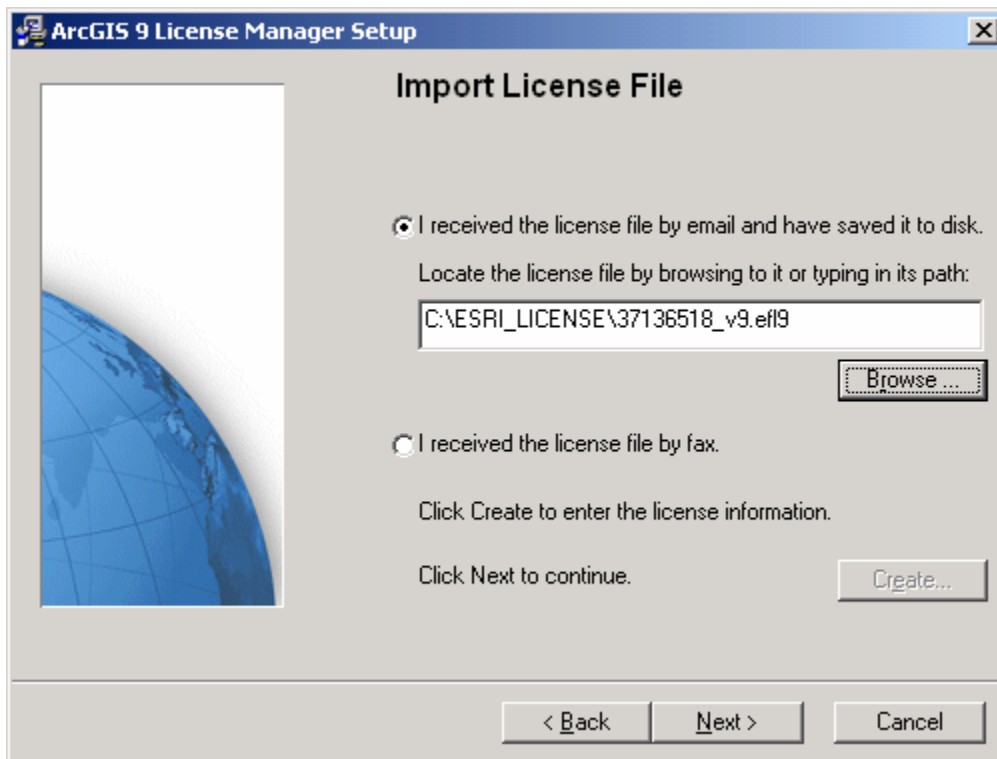 ArcGIS 9 License Manager Setup
Import License File
I received the license file by email and have saved it to disk.
Locate the license file by browsing to it or typing in its path:
C:\ESRI_LICENSE\37136518_v9.efl9
Browse ...
I received the license file by fax.
Click Create to enter the license information.
Click Next to continue.
Create...
< Back
Next >
Cancel